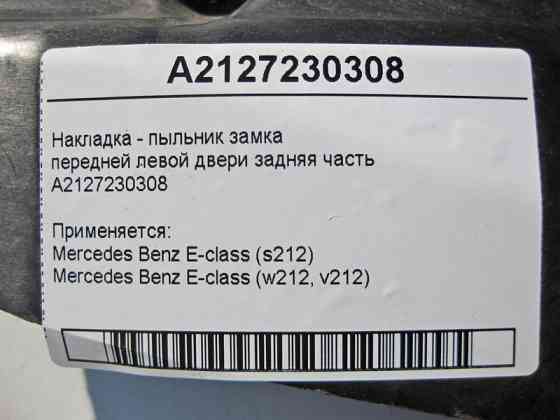 A2127230308
Накладка - пыльник замка
передней левой двери задняя часть
A2127230308
Применяется:
Mercedes Benz E-class (s212)
Mercedes Benz E-class (w212, v212)